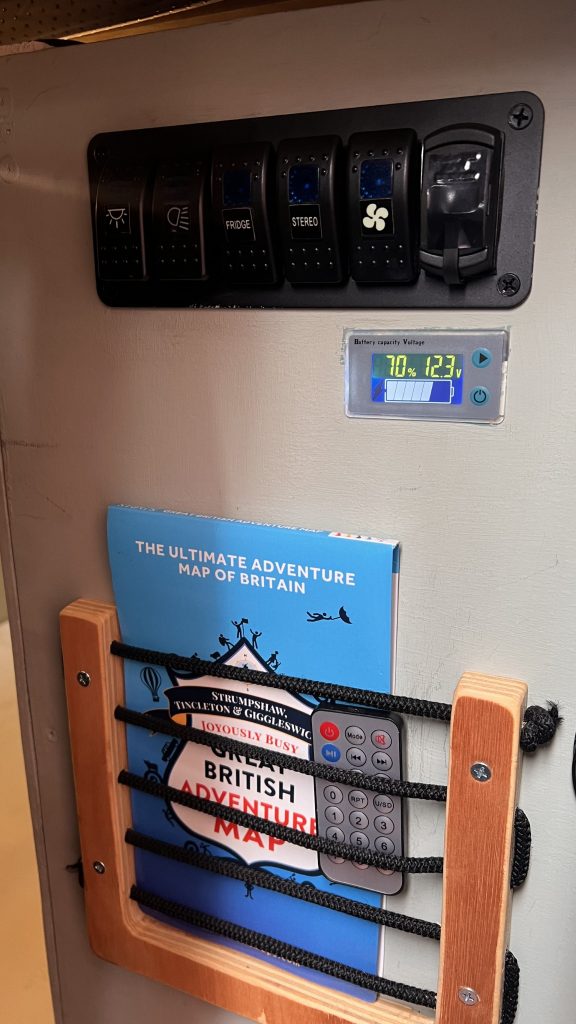 FRIDGE
STEREO
Battery capacity Voltage
70% 12.3V
THE ULTIMATE ADVENTURE
MAP OF BRITAIN
STRUMPSHAW,
TINCLETON & GIGGLESWIC
JOYOUSLY BUSY
GREAT
BRITISH
ADVENTURE
MAP
Mode
0 RPT U/SD
1 2 3
4 5 6